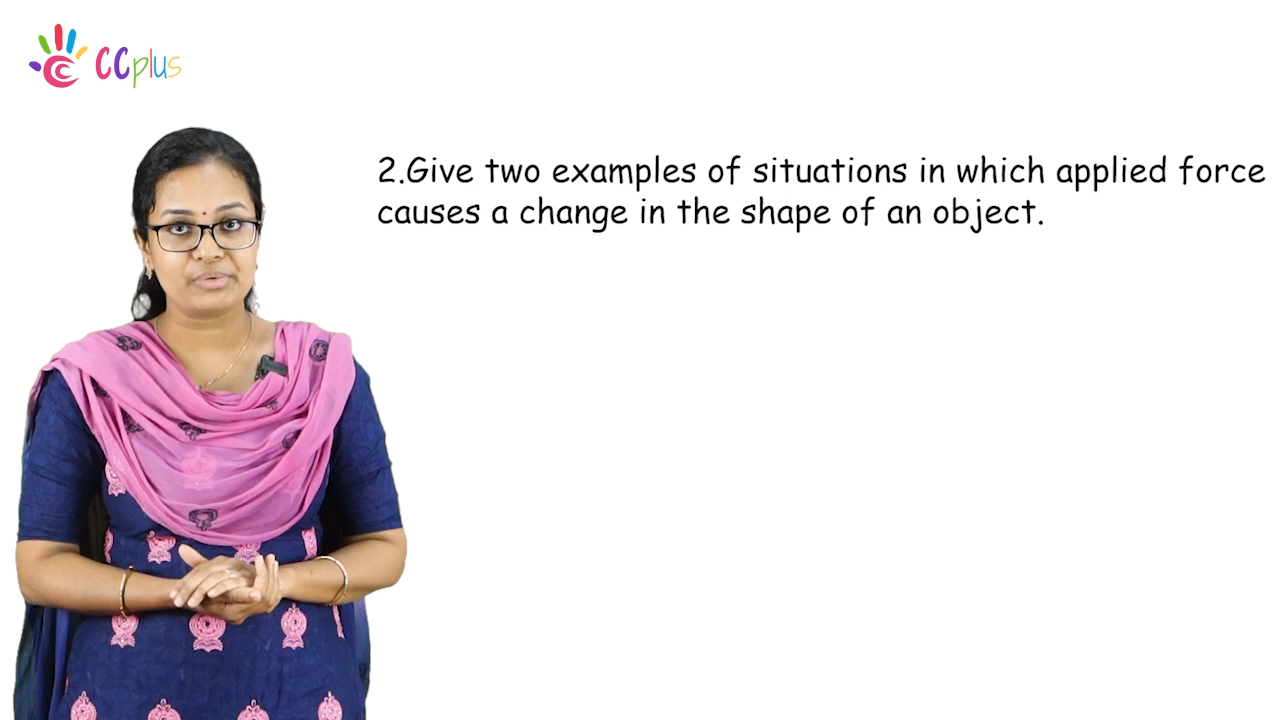 CCplus
2.Give two examples of situations in which applied force
causes a change in the shape of an object.